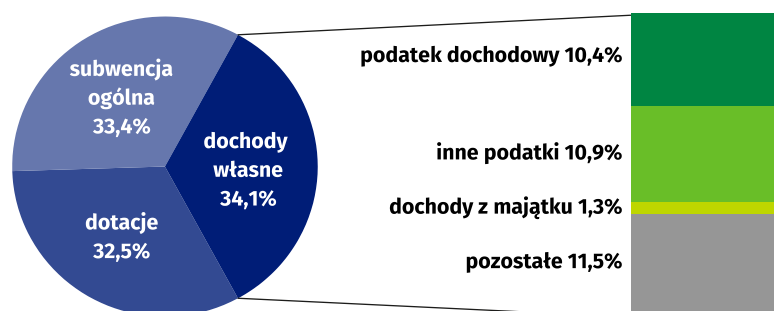 subwencja
ogólna
33,4%
dochody
własne
34,1%
dotacje
32,5%
podatek dochodowy 10,4%
inne podatki 10,9%
dochody z majątku 1,3%
pozostałe 11,5%